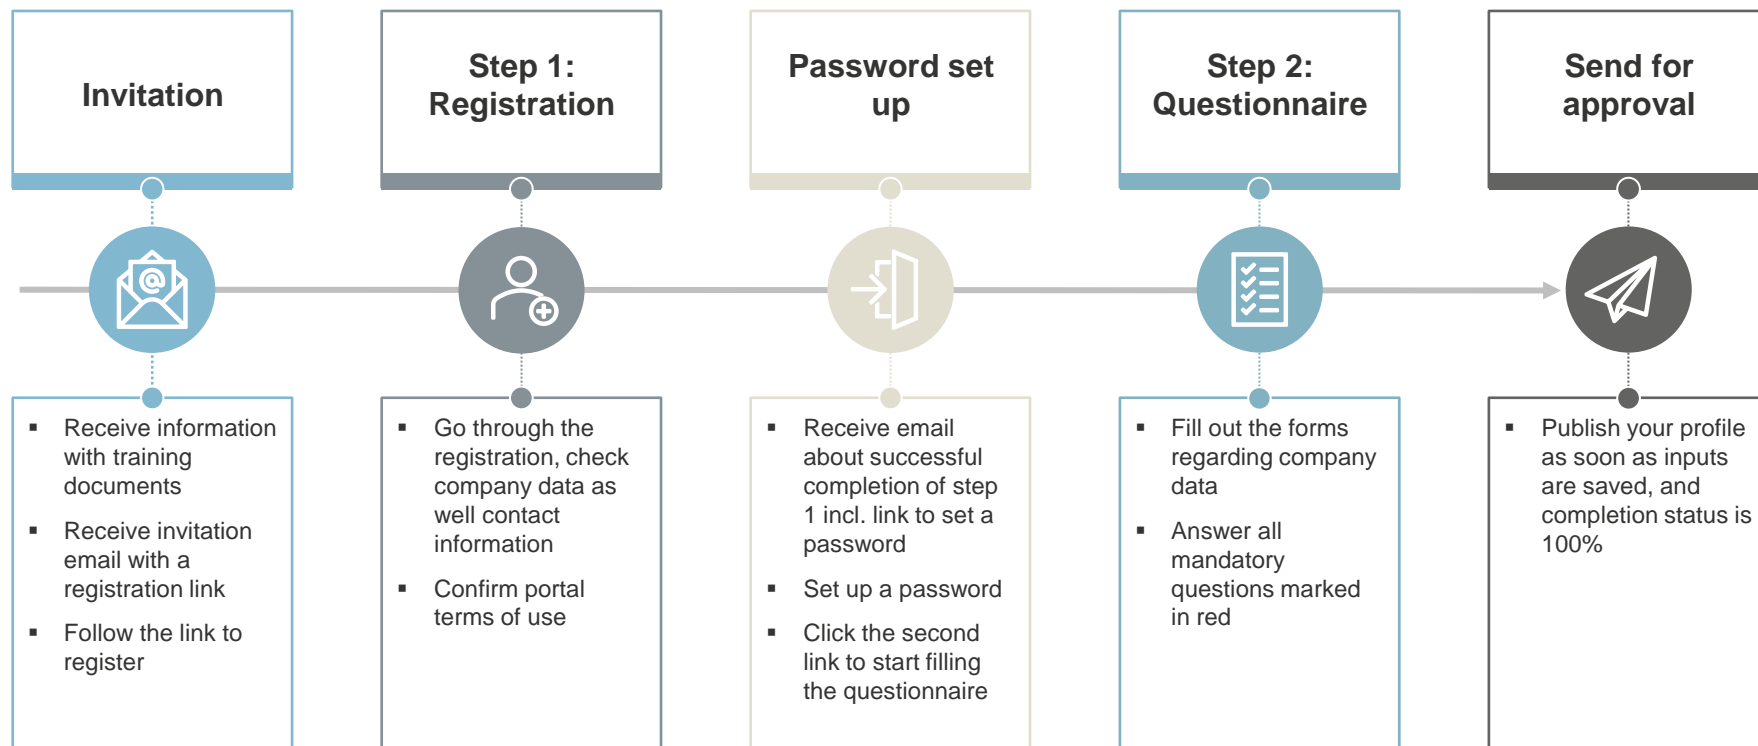 Invitation
Step 1:
Registration
Password set
up
Step 2:
Questionnaire
Send for
approval
@
▪ Receive information
with training
documents
▪ Receive invitation
email with a
registration link
▪ Follow the link to
register
▪ Go through the
registration, check
company data as
well contact
information
▪ Confirm portal
terms of use
▪ Receive email
about successful
completion of step
1 incl. link to set a
password
▪ Set up a password
▪ Click the second
link to start filling
the questionnaire
▪ Fill out the forms
regarding company
data
▪ Answer all
mandatory
questions marked
in red
▪ Publish your profile
as soon as inputs
are saved, and
completion status is
100%